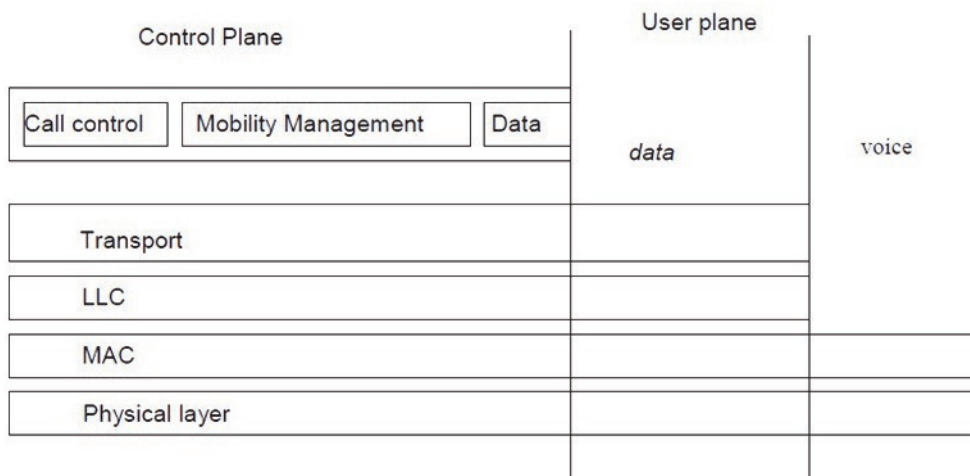 Control Plane
User plane
Call control
Mobility Management
Data
data
voice
Transport
LLC
MAC
Physical layer